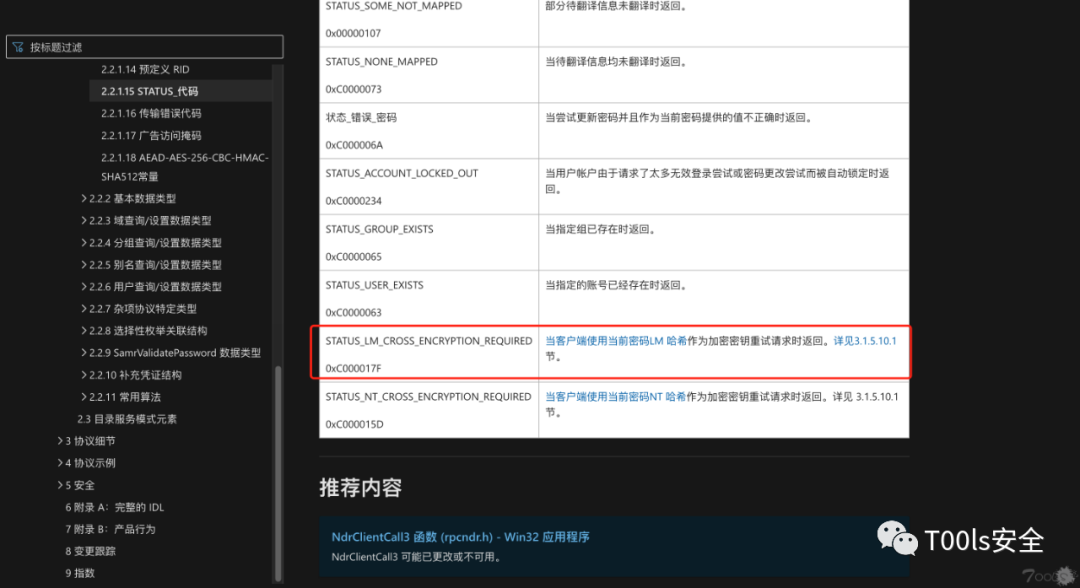 按标题过滤
2.2.1.14 预定义 RID
2.2.1.15 STATUS_代码
2.2.1.16 传输错误代码
2.2.1.17 广告访问掩码
2.2.1.18 AEAD-AES-256-CBC-HMAC-
SHA512常量
2.2.2 基本数据类型
2.2.3 域查询/设置数据类型
2.2.4 分组查询/设置数据类型
2.2.5 别名查询/设置数据类型
2.2.6 用户查询/设置数据类型
2.2.7 杂项协议特定类型
2.2.8 选择性枚举关联结构
2.2.9 SamrValidatePassword 数据类型
2.2.10 补充凭证结构
2.2.11 常用算法
2.3 目录服务模式元素
3 协议细节
4 协议示例
5 安全
6 附录 A：完整的 IDL
7 附录 B：产品行为
8 变更跟踪
9 指数
STATUS_SOME_NOT_MAPPED
0x00000107
部分待翻译信息未翻译时返回。
STATUS_NONE_MAPPED
0xC0000073
当待翻译信息均未翻译时返回。
状态_错误_密码
0xC000006A
当尝试更新密码并且作为当前密码提供的值不正确时返回。
STATUS_ACCOUNT_LOCKED_OUT
0xC0000234
当用户帐户由于请求了太多无效登录尝试或密码更改尝试而被自动锁定时返
回。
STATUS_GROUP_EXISTS
0xC0000065
当指定组已存在时返回。
STATUS_USER_EXISTS
0xC0000063
当指定的账号已经存在时返回。
STATUS_LM_CROSS_ENCRYPTION_REQUIRED
0xC000017F
当客户端使用当前密码LM 哈希作为加密密钥重试请求时返回。详见3.1.5.10.1
节。
STATUS_NT_CROSS_ENCRYPTION_REQUIRED
0xC000015D
当客户端使用当前密码NT 哈希作为加密密钥重试请求时返回。详见 3.1.5.10.1
节。
推荐内容
NdrClientCall3 函数 (rpcndr.h) - Win32 应用程序
NdrClientCall3 可能已更改或不可用。
T00ls安全